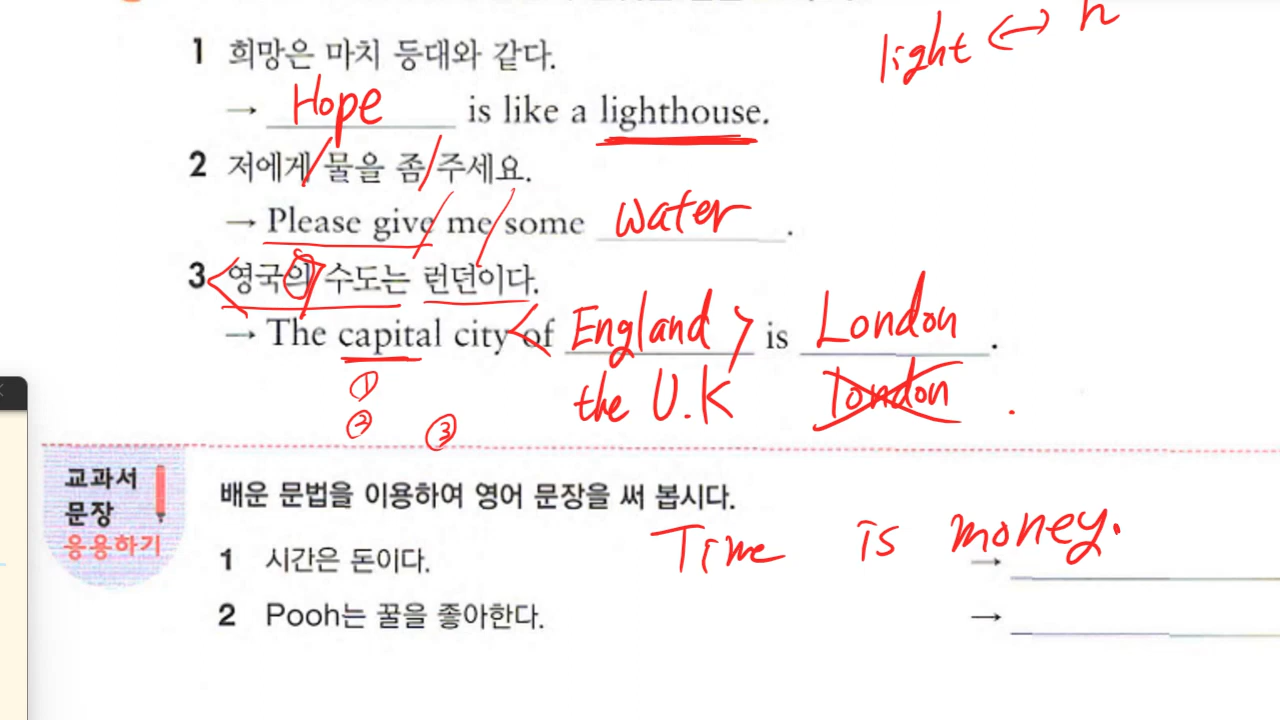 light ↔ h
1 희망은 마치 등대와 같다.
→ Hope is like a lighthouse.
2 저에게 / 물을 좀 / 주세요.
→ Please give / me / some water.
3 <영국의 / 수도는 런던이다.
→ The capital city <of England> is London.
① the U.K london .
② ③
교과서 문장 응용하기
배운 문법을 이용하여 영어 문장을 써 봅시다.
Time is money.
1 시간은 돈이다. →
2 Pooh는 꿀을 좋아한다. →